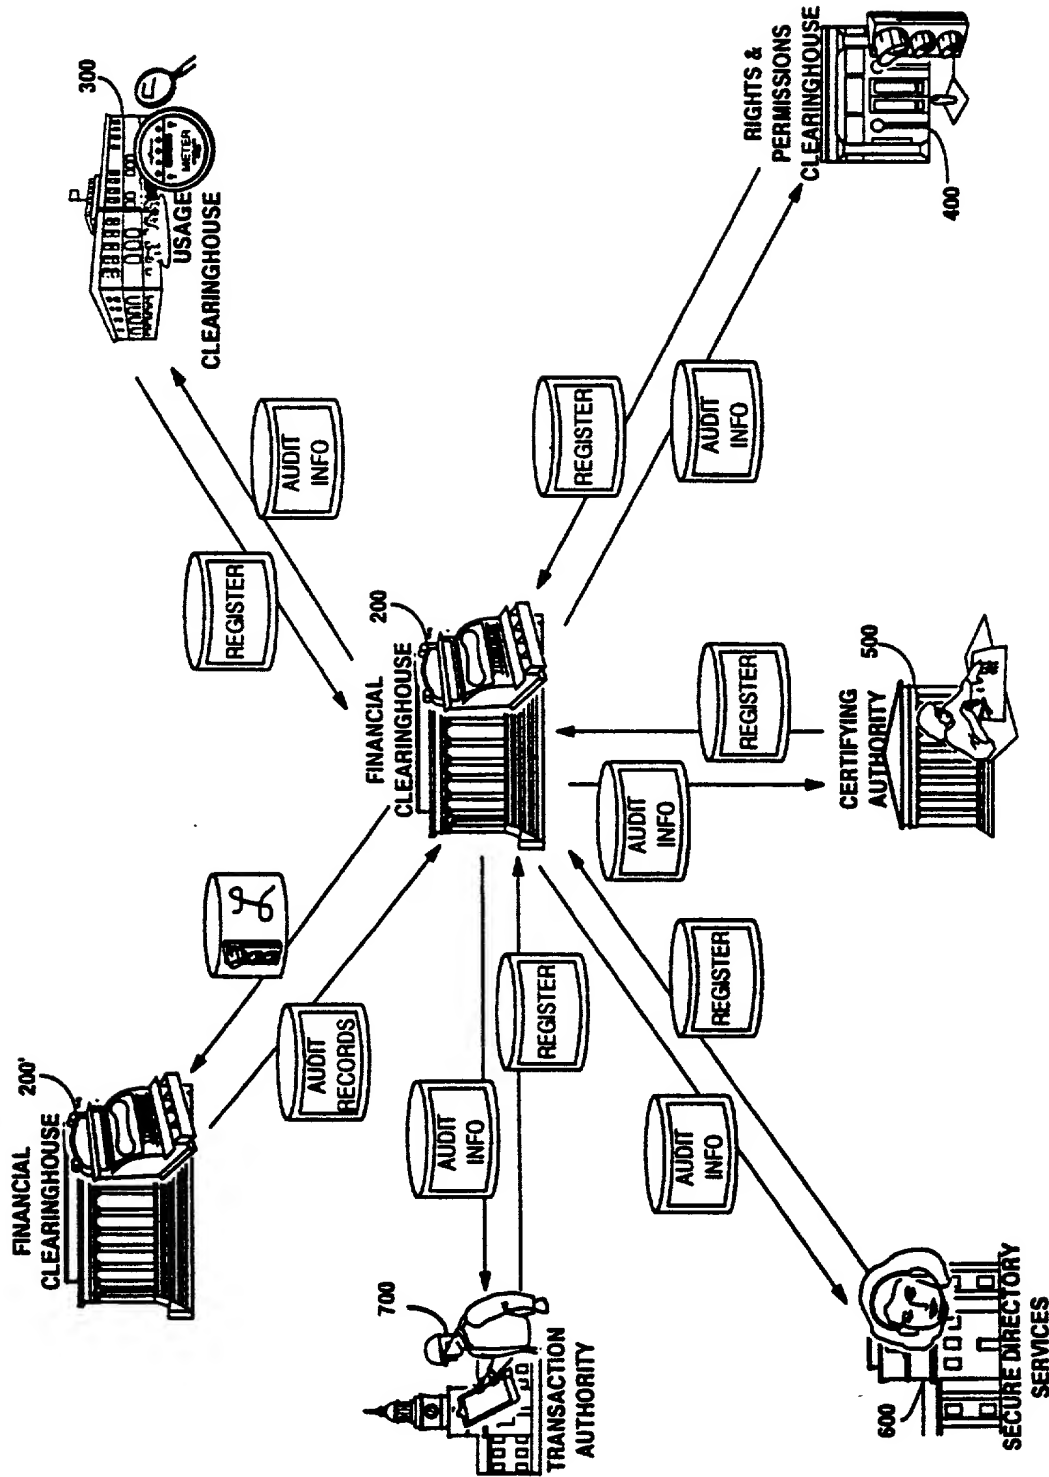 FINANCIAL
CLEARINGHOUSE
200'
300
METER
USAGE
CLEARINGHOUSE
REGISTER
AUDIT
INFO
AUDIT
RECORDS
FINANCIAL
CLEARINGHOUSE
200
700
AUDIT
INFO
TRANSACTION
AUTHORITY
REGISTER
REGISTER
AUDIT
INFO
AUDIT
INFO
REGISTER
REGISTER
AUDIT
INFO
RIGHTS &
PERMISSIONS
CLEARINGHOUSE
400
CERTIFYING
AUTHORITY
500
600
SECURE DIRECTORY
SERVICES